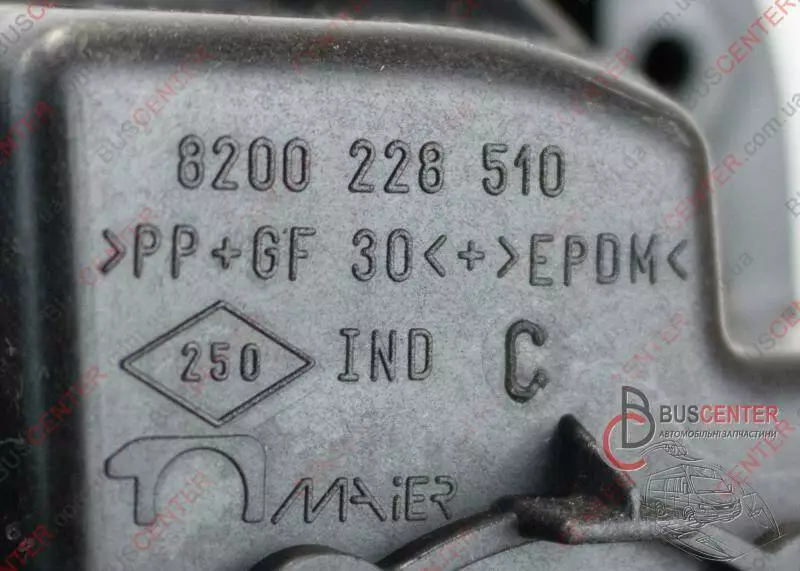 8200 228 510
>PP+GF 30<+>EPDM<
250 IND C
MAiER
BUSCENTER
АВТОМОБІЛЬНІ ЗАПЧАСТИНИ